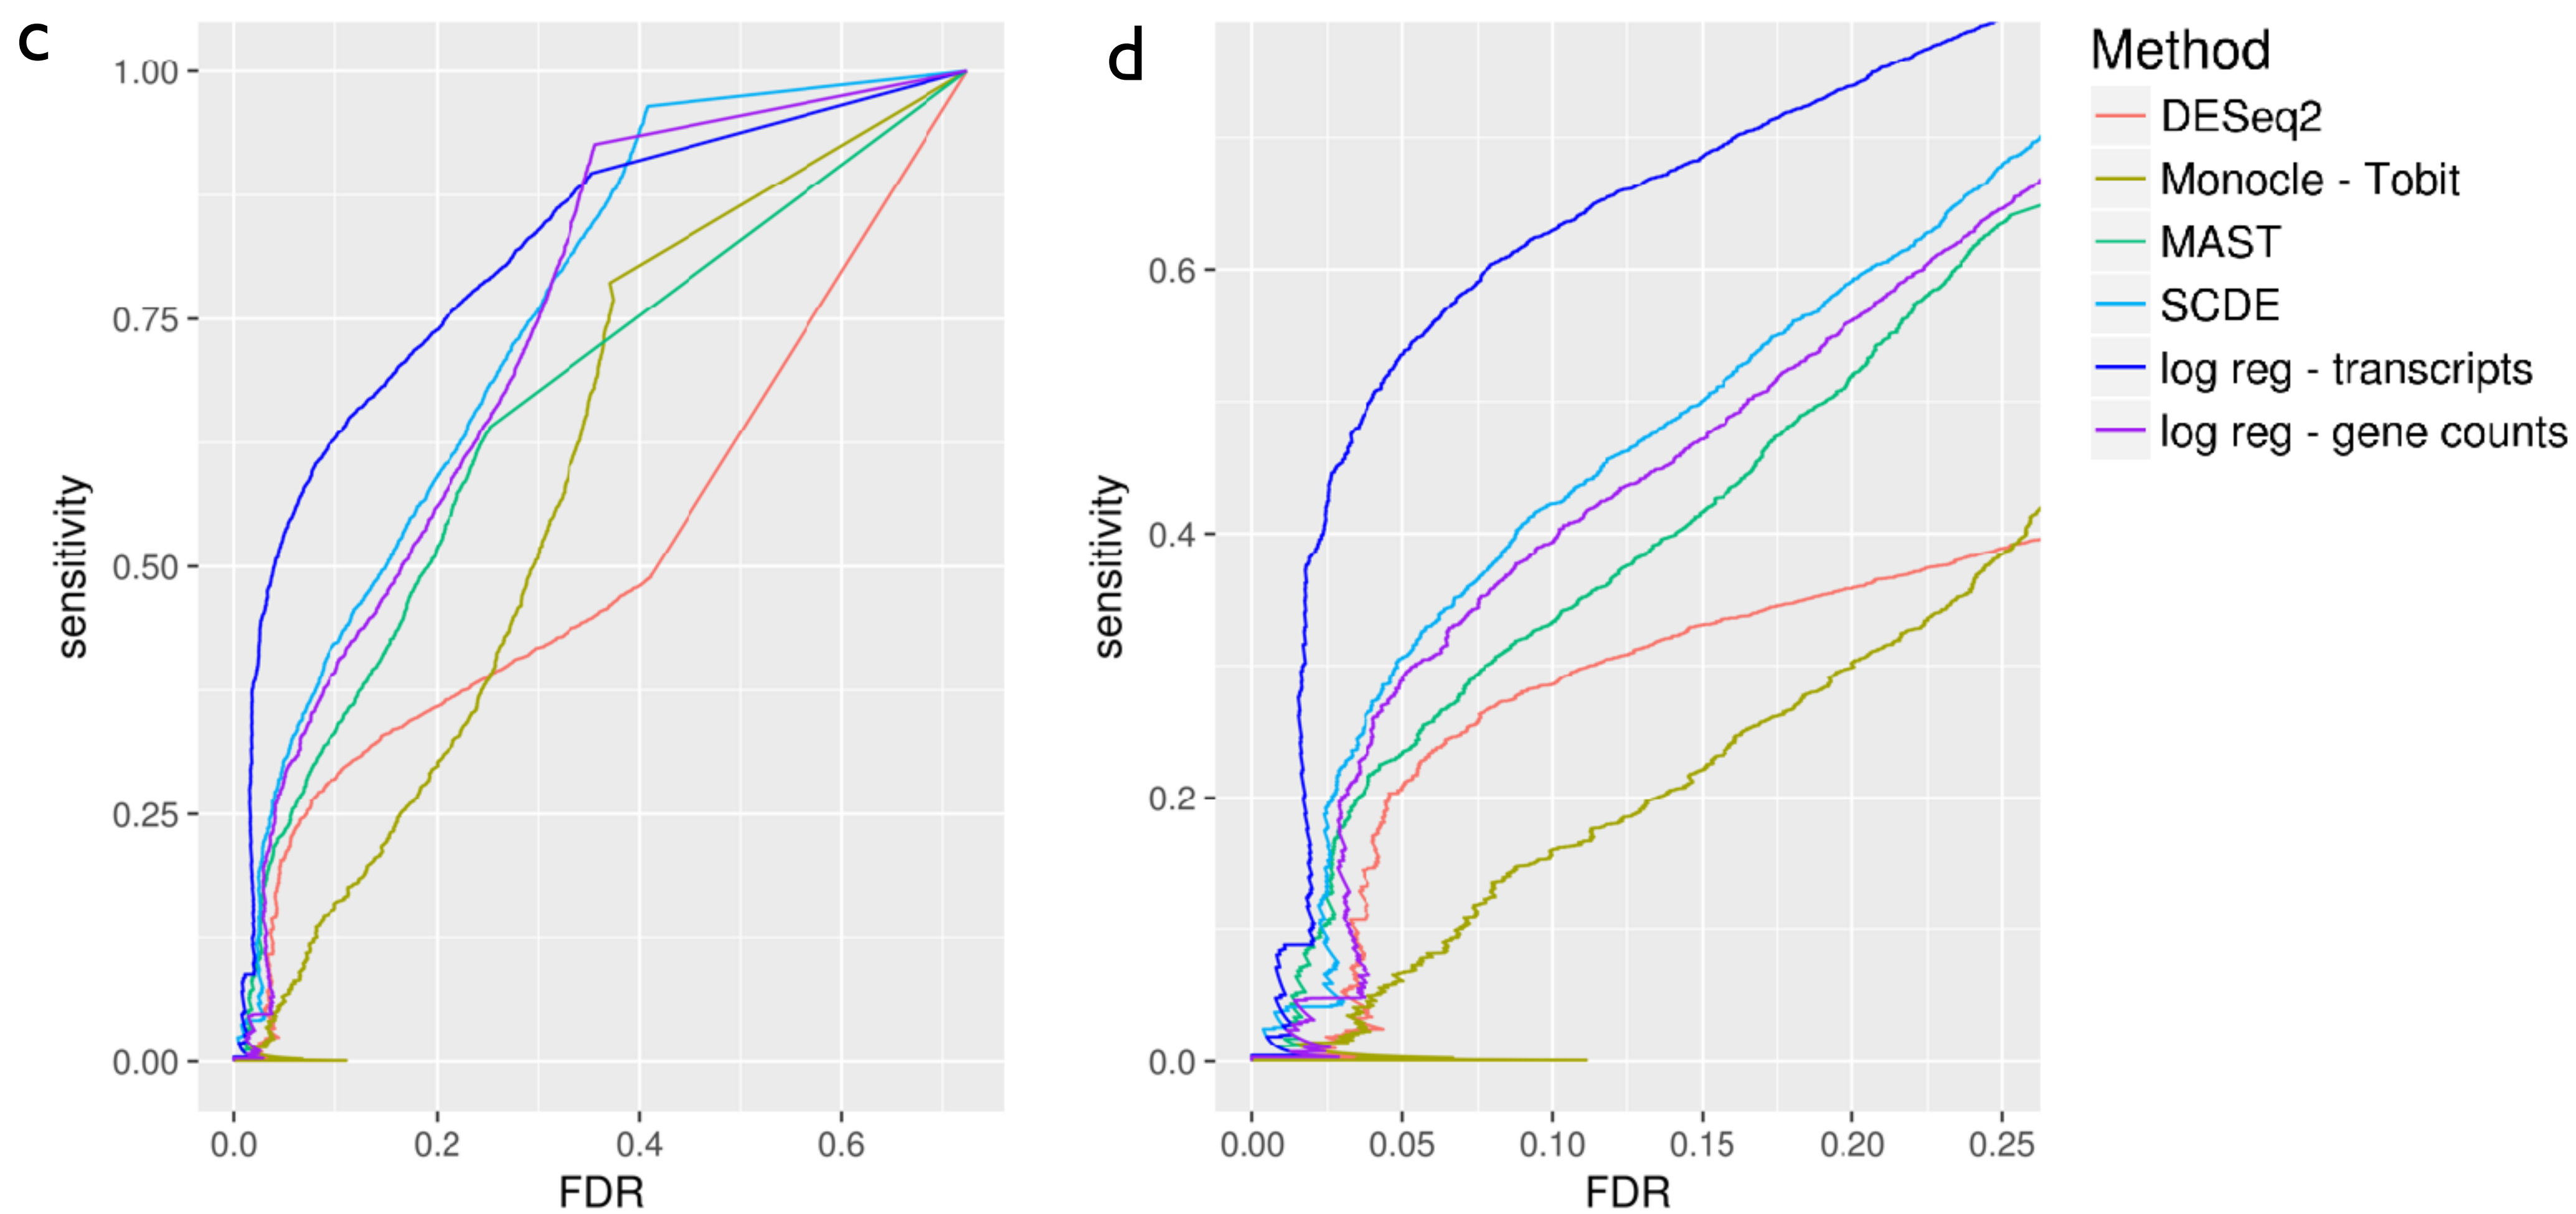 c
1.00
0.75
0.50
0.25
0.00
sensitivity
0.0 0.2 0.4 0.6
FDR
d
0.6
0.4
0.2
0.0
sensitivity
0.00 0.05 0.10 0.15 0.20 0.25
FDR
Method
DESeq2
Monocle - Tobit
MAST
SCDE
log reg - transcripts
log reg - gene counts